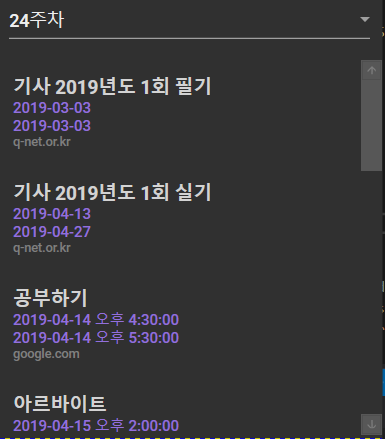 24주차
기사 2019년도 1회 필기
2019-03-03
2019-03-03
q-net.or.kr
기사 2019년도 1회 실기
2019-04-13
2019-04-27
q-net.or.kr
공부하기
2019-04-14 오후 4:30:00
2019-04-14 오후 5:30:00
google.com
아르바이트
2019-04-15 오후 2:00:00